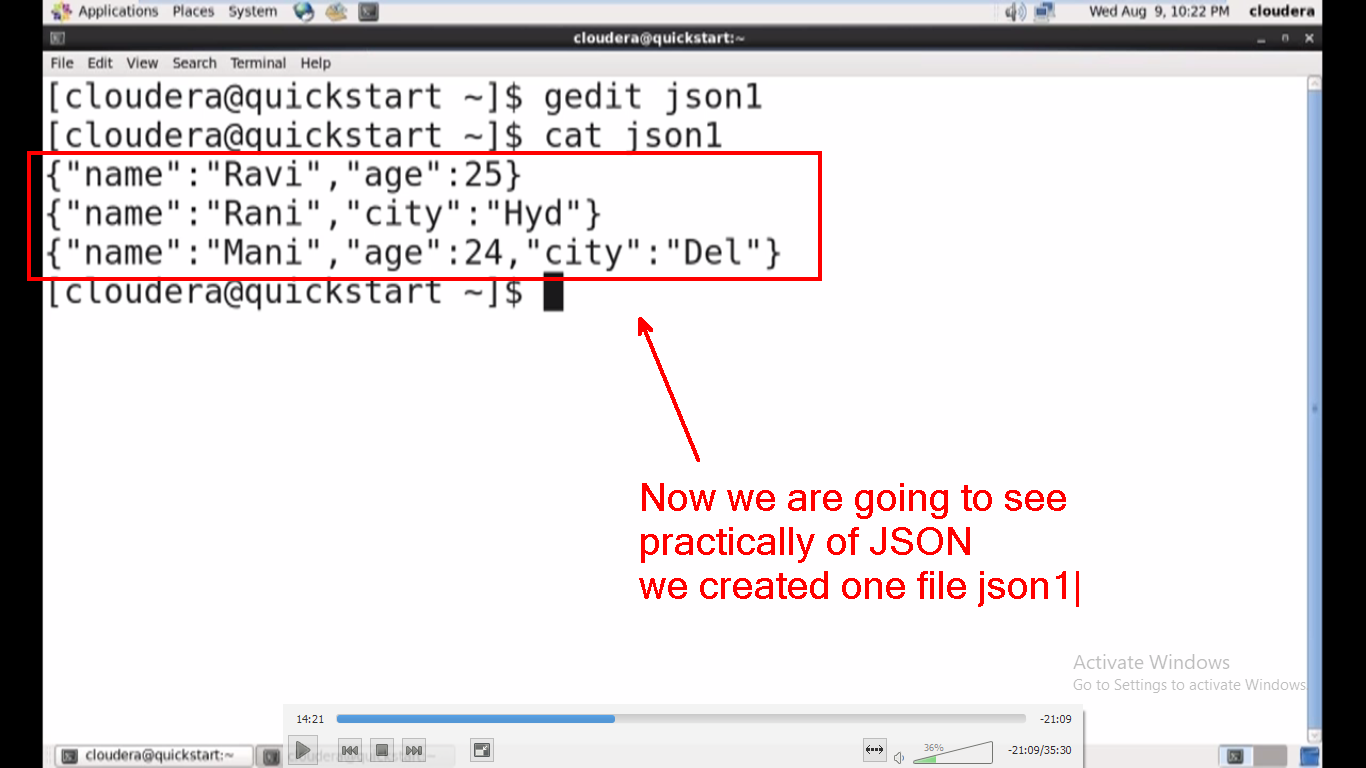 Applications Places System Wed Aug 9, 10:22 PM cloudera
cloudera@quickstart:~
File Edit View Search Terminal Help
[cloudera@quickstart ~]$ gedit json1
[cloudera@quickstart ~]$ cat json1
{"name":"Ravi","age":25}
{"name":"Rani","city":"Hyd"}
{"name":"Mani","age":24,"city":"Del"}
[cloudera@quickstart ~]$
Now we are going to see
practically of JSON
we created one file json1
Activate Windows
Go to Settings to activate Windows.
14:21 -21:09
36% -21:09/35:30
cloudera@quickstart:~ cloudera@quickstart:~